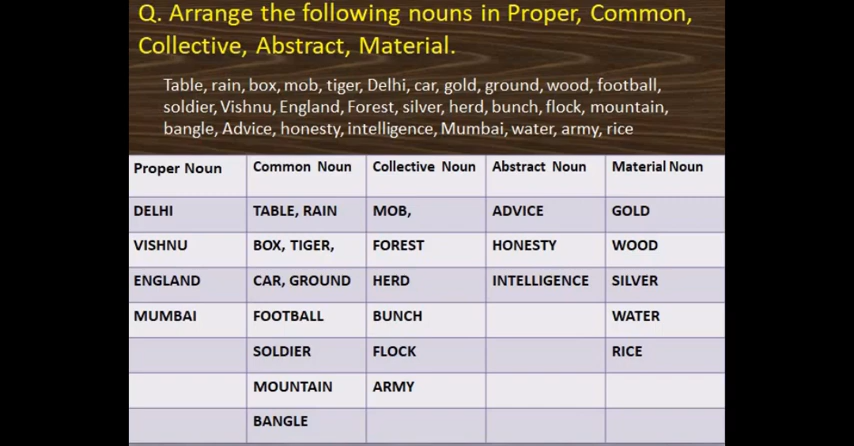 Q. Arrange the following nouns in Proper, Common,
Collective, Abstract, Material.
Table, rain, box, mob, tiger, Delhi, car, gold, ground, wood, football,
soldier, Vishnu, England, Forest, silver, herd, bunch, flock, mountain,
bangle, Advice, honesty, intelligence, Mumbai, water, army, rice
Proper Noun Common Noun Collective Noun Abstract Noun Material Noun
DELHI TABLE, RAIN MOB, ADVICE GOLD
VISHNU BOX, TIGER, FOREST HONESTY WOOD
ENGLAND CAR, GROUND HERD INTELLIGENCE SILVER
MUMBAI FOOTBALL BUNCH WATER
SOLDIER FLOCK RICE
MOUNTAIN ARMY
BANGLE